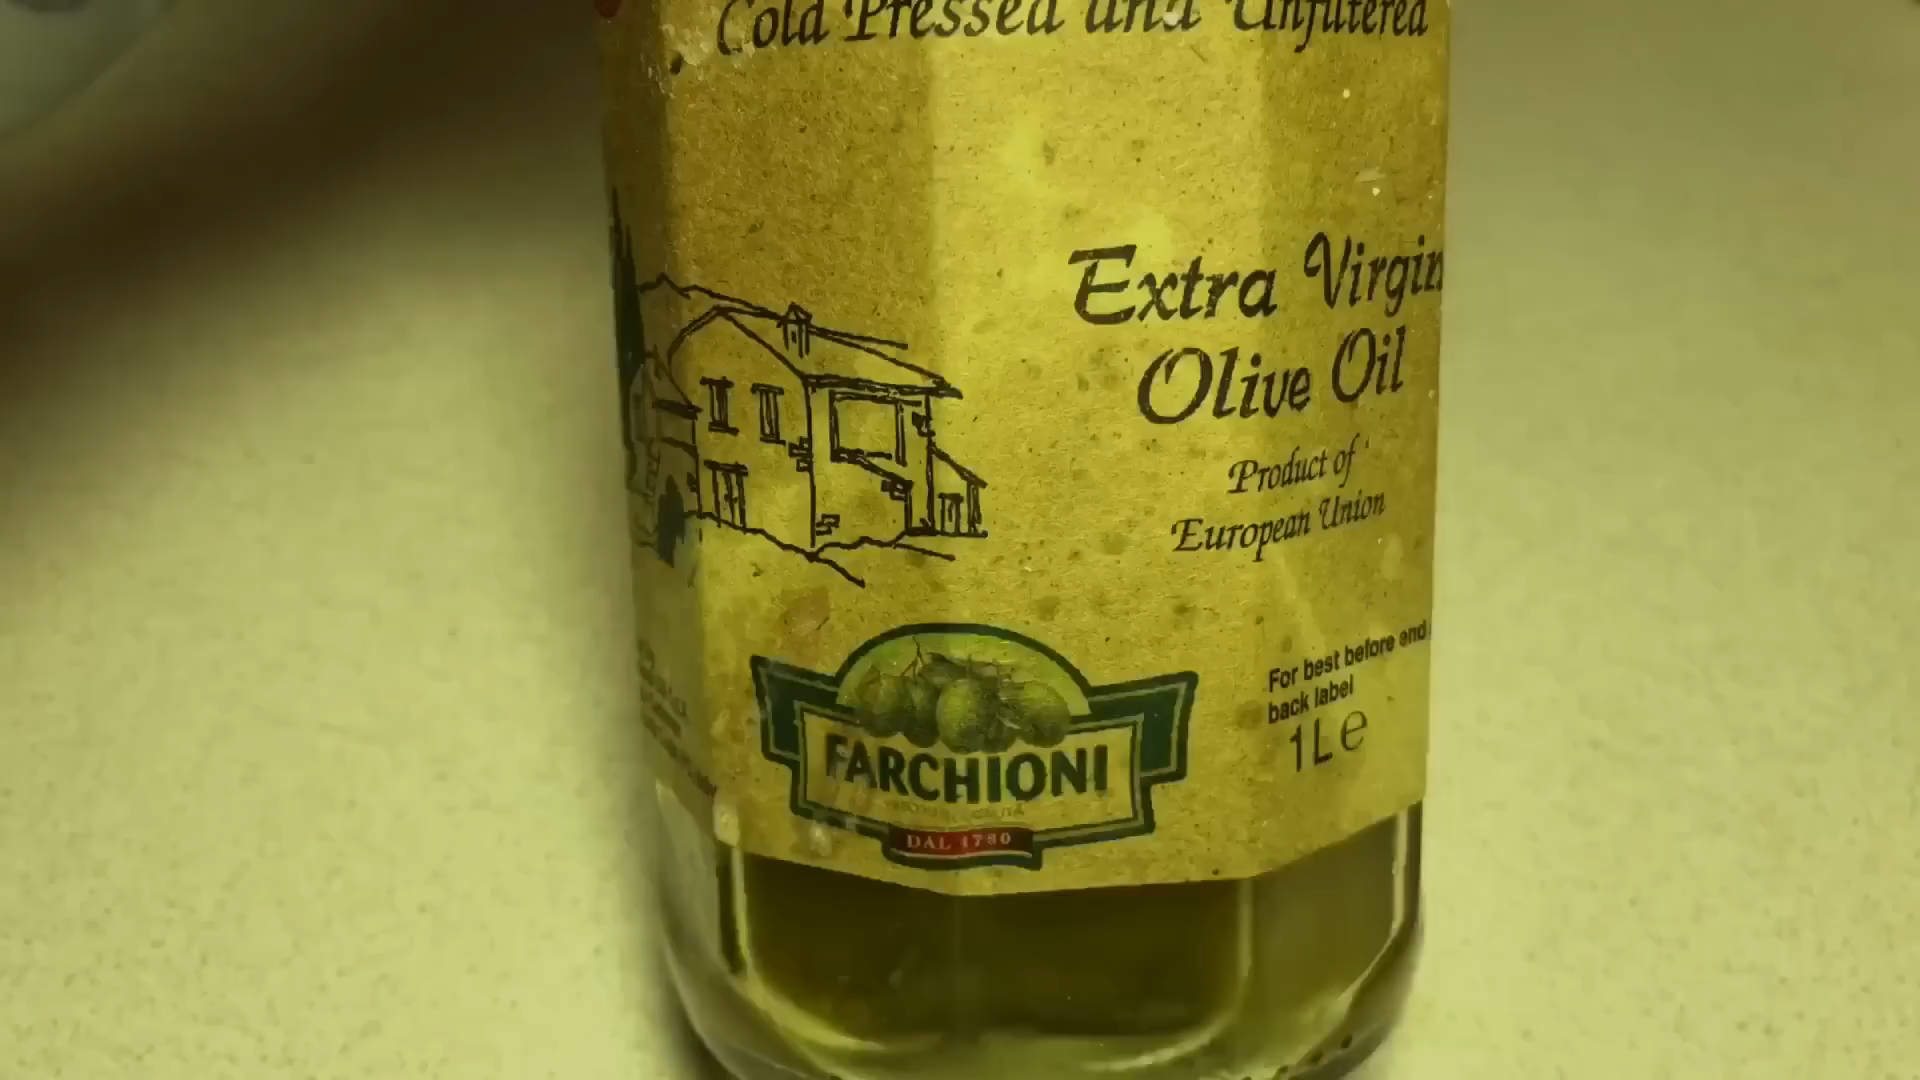 Cold Pressed and Unfiltered
Extra Virgin
Olive Oil
Product of
European Union
For best before end
back label
1L℮
FARCHIONI
DAL 1780